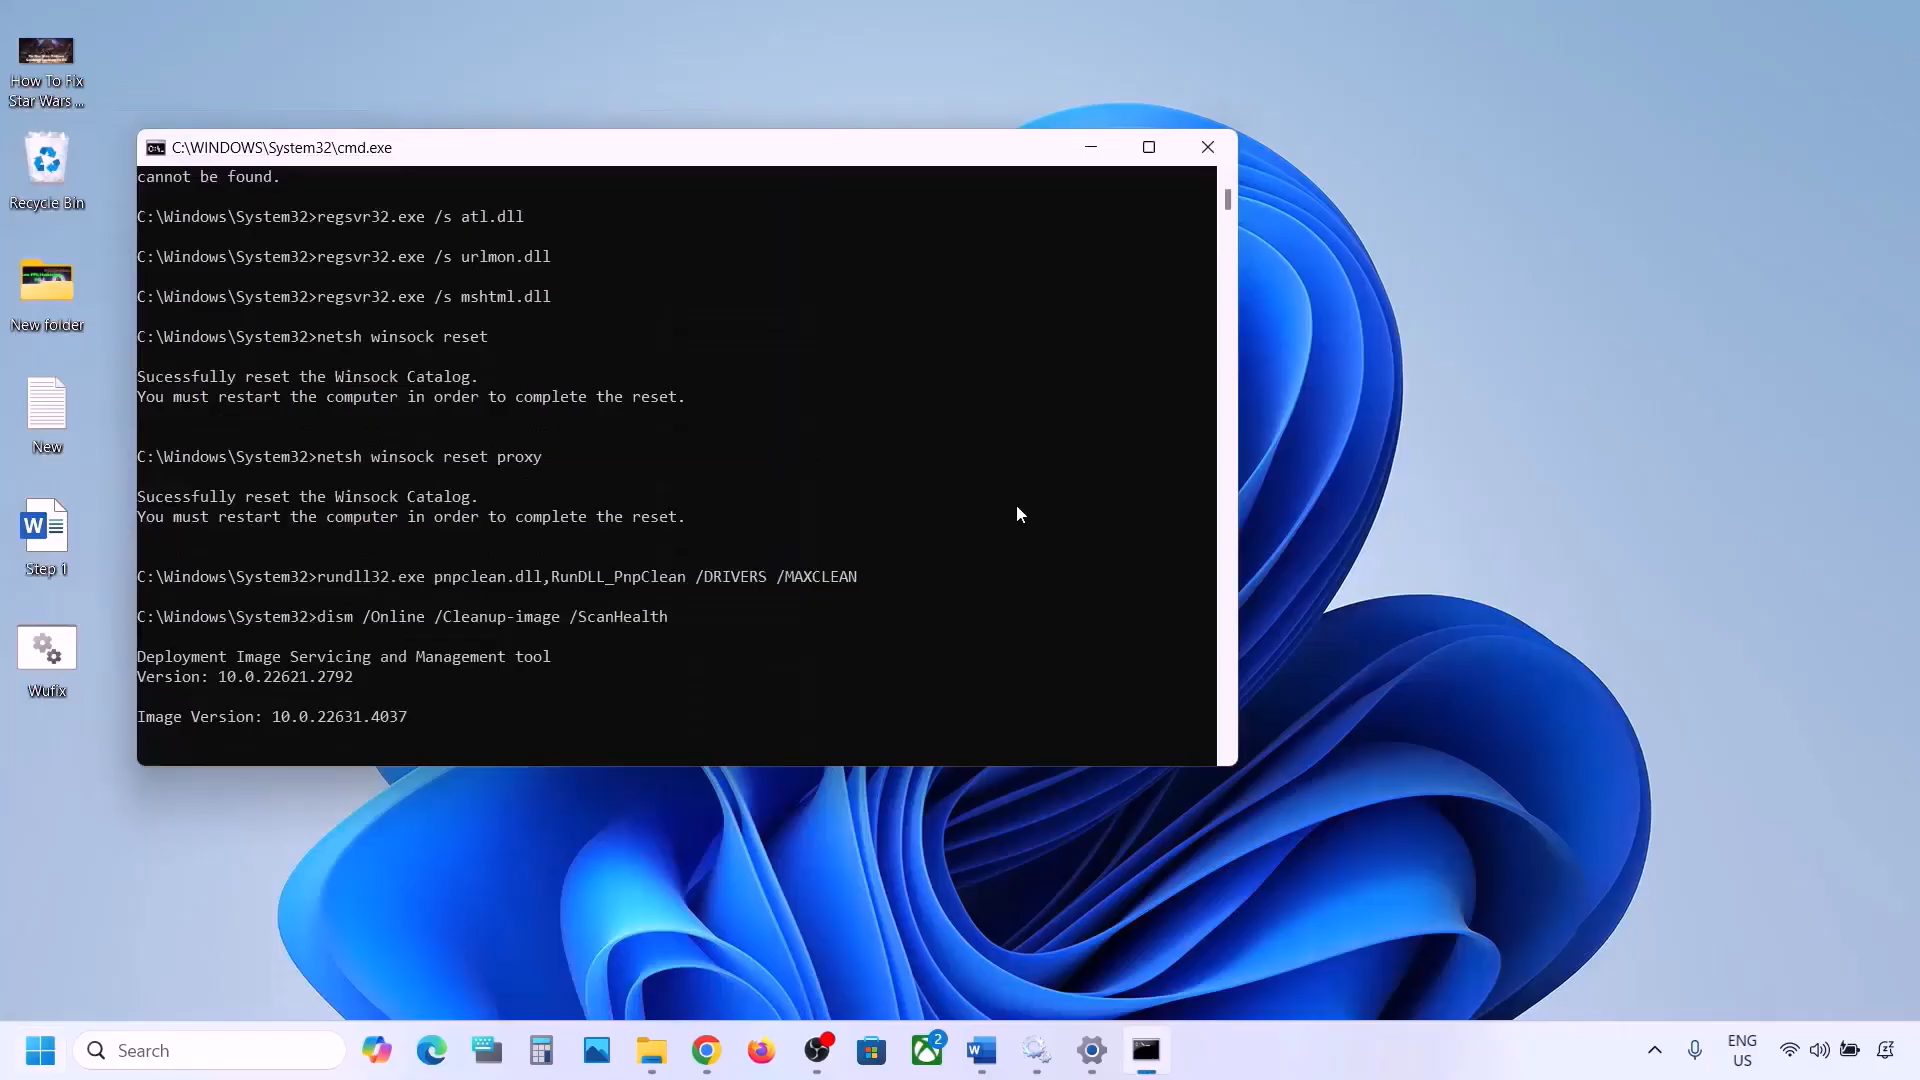 How To Fix
Star Wars ...
Recycle Bin
New folder
New
Step 1
Wufix
C:\WINDOWS\System32\cmd.exe
cannot be found.
C:\Windows\System32>regsvr32.exe /s atl.dll
C:\Windows\System32>regsvr32.exe /s urlmon.dll
C:\Windows\System32>regsvr32.exe /s mshtml.dll
C:\Windows\System32>netsh winsock reset
Sucessfully reset the Winsock Catalog.
You must restart the computer in order to complete the reset.
C:\Windows\System32>netsh winsock reset proxy
Sucessfully reset the Winsock Catalog.
You must restart the computer in order to complete the reset.
C:\Windows\System32>rundll32.exe pnpclean.dll,RunDLL_PnpClean /DRIVERS /MAXCLEAN
C:\Windows\System32>dism /Online /Cleanup-image /ScanHealth
Deployment Image Servicing and Management tool
Version: 10.0.22621.2792
Image Version: 10.0.22631.4037
Search
2
ENG
US